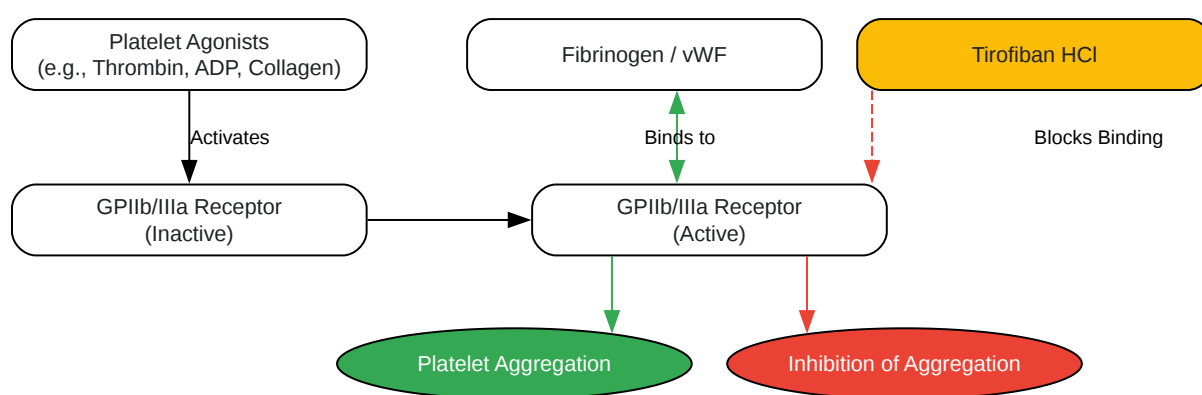 Platelet Agonists
(e.g., Thrombin, ADP, Collagen)
Fibrinogen / vWF
Tirofiban HCl
Activates
Binds to
Blocks Binding
GPIIb/IIIa Receptor
(Inactive)
GPIIb/IIIa Receptor
(Active)
Platelet Aggregation
Inhibition of Aggregation